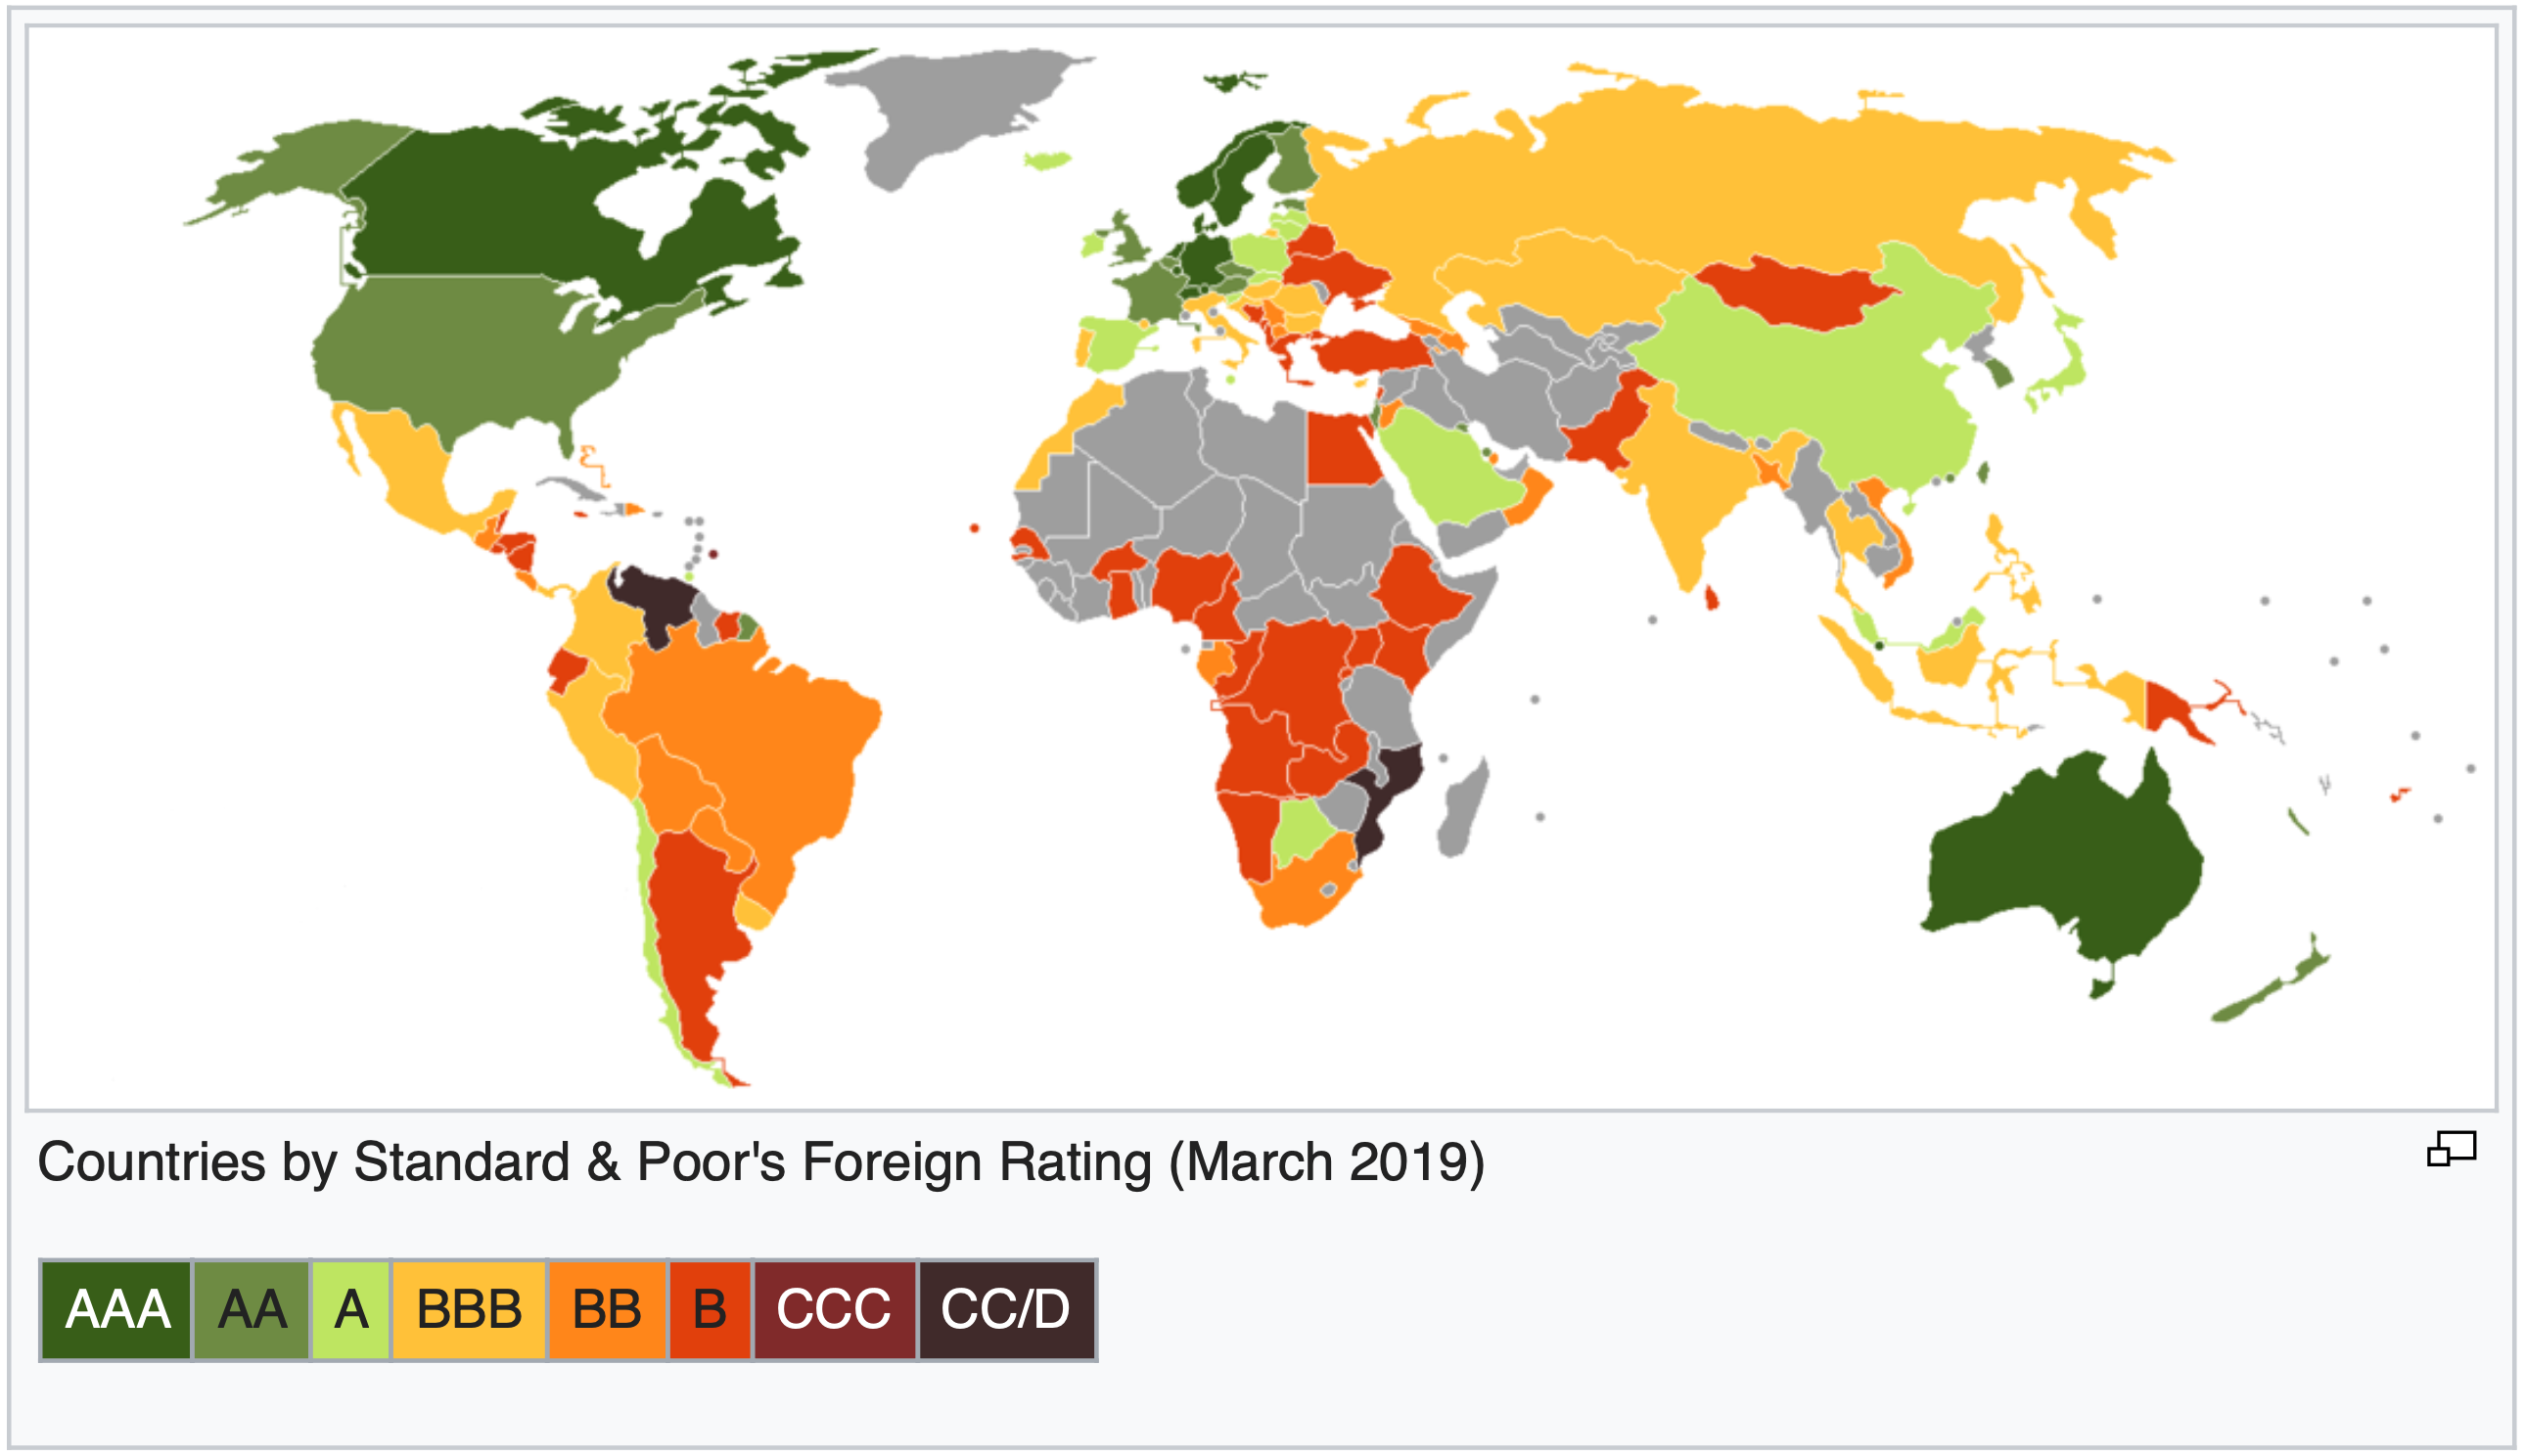 Countries by Standard & Poor's Foreign Rating (March 2019)
AAA AA A BBB BB B CCC CC/D